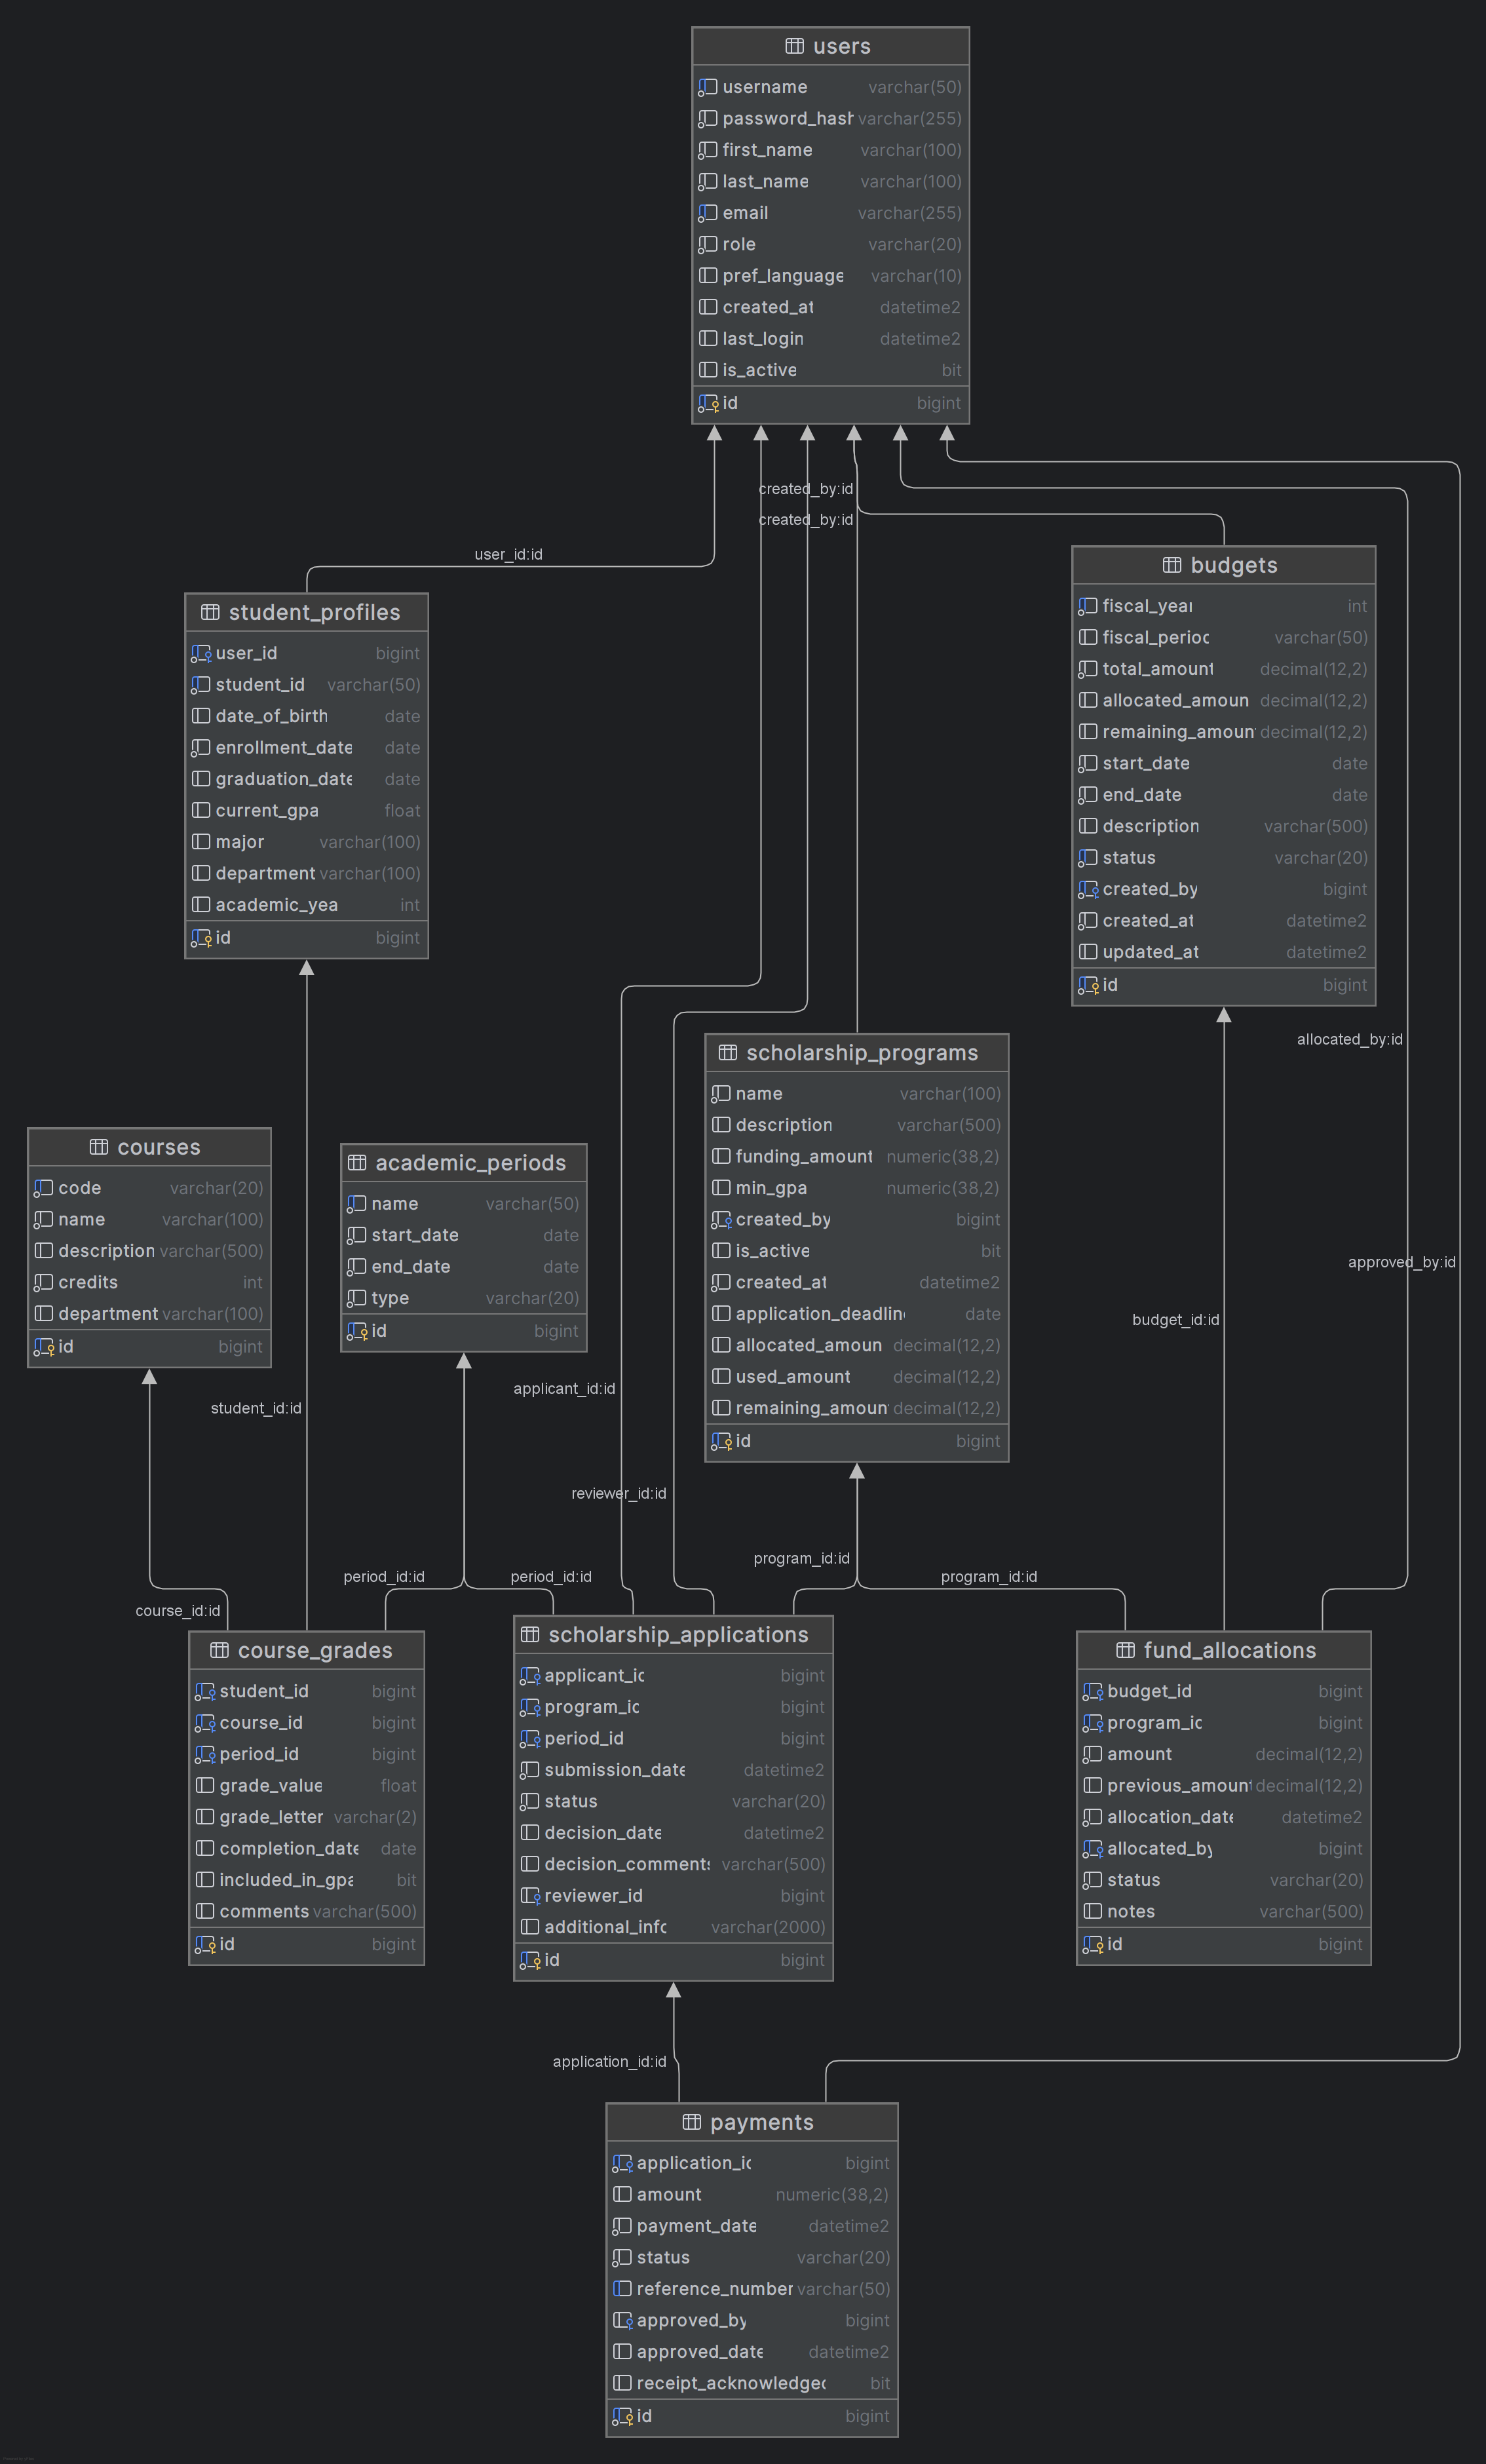 users
username varchar(50)
password_hash varchar(255)
first_name varchar(100)
last_name varchar(100)
email varchar(255)
role varchar(20)
pref_language varchar(10)
created_at datetime2
last_login datetime2
is_active bit
id bigint
created_by:id
created_by:id
user_id:id
budgets
fiscal_year int
fiscal_period varchar(50)
total_amount decimal(12,2)
allocated_amoun decimal(12,2)
remaining_amoun decimal(12,2)
start_date date
end_date date
description varchar(500)
status varchar(20)
created_by bigint
created_at datetime2
updated_at datetime2
id bigint
student_profiles
user_id bigint
student_id varchar(50)
date_of_birth date
enrollment_date date
graduation_date date
current_gpa float
major varchar(100)
department varchar(100)
academic_yea int
id bigint
allocated_by:id
scholarship_programs
name varchar(100)
description varchar(500)
funding_amount numeric(38,2)
min_gpa numeric(38,2)
created_by bigint
is_active bit
created_at datetime2
application_deadline date
allocated_amoun decimal(12,2)
used_amount decimal(12,2)
remaining_amoun decimal(12,2)
id bigint
courses
code varchar(20)
name varchar(100)
description varchar(500)
credits int
department varchar(100)
id bigint
academic_periods
name varchar(50)
start_date date
end_date date
type varchar(20)
id bigint
approved_by:id
budget_id:id
applicant_id:id
student_id:id
reviewer_id:id
program_id:id
period_id:id
period_id:id
program_id:id
course_id:id
course_grades
student_id bigint
course_id bigint
period_id bigint
grade_value float
grade_letter varchar(2)
completion_date date
included_in_gpa bit
comments varchar(500)
id bigint
scholarship_applications
applicant_id bigint
program_id bigint
period_id bigint
submission_date datetime2
status varchar(20)
decision_date datetime2
decision_comments varchar(500)
reviewer_id bigint
additional_info varchar(2000)
id bigint
fund_allocations
budget_id bigint
program_id bigint
amount decimal(12,2)
previous_amount decimal(12,2)
allocation_date datetime2
allocated_by bigint
status varchar(20)
notes varchar(500)
id bigint
application_id:id
payments
application_id bigint
amount numeric(38,2)
payment_date datetime2
status varchar(20)
reference_number varchar(50)
approved_by bigint
approved_date datetime2
receipt_acknowledged bit
id bigint